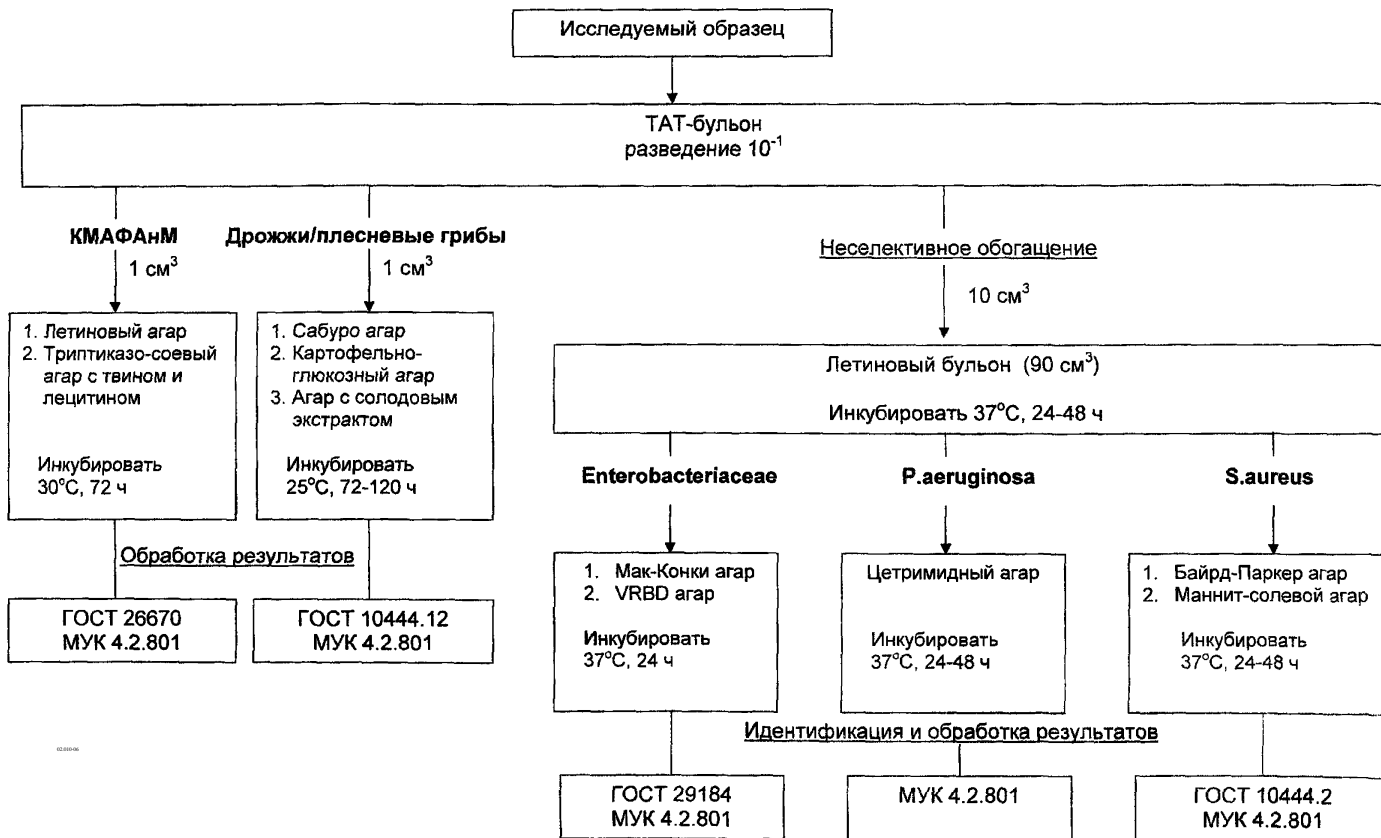 Исследуемый образец
ТАТ-бульон
разведение 10⁻¹
КМАФАнМ
1 см³
Дрожжи/плесневые грибы
1 см³
Неселективное обогащение
10 см³
1. Летиновый агар
2. Триптиказо-соевый
агар с твином и
лецитином
Инкубировать
30°С, 72 ч
1. Сабуро агар
2. Картофельно-
глюкозный агар
3. Агар с солодовым
экстрактом
Инкубировать
25°С, 72-120 ч
Летиновый бульон (90 см³)
Инкубировать 37°С, 24-48 ч
Обработка результатов
ГОСТ 26670
МУК 4.2.801
ГОСТ 10444.12
МУК 4.2.801
Enterobacteriaceae
P.aeruginosa
S.aureus
1. Мак-Конки агар
2. VRBD агар
Инкубировать
37°С, 24 ч
Цетримидный агар
Инкубировать
37°С, 24-48 ч
1. Байрд-Паркер агар
2. Маннит-солевой агар
Инкубировать
37°С, 24-48 ч
Идентификация и обработка результатов
ГОСТ 29184
МУК 4.2.801
МУК 4.2.801
ГОСТ 10444.2
МУК 4.2.801